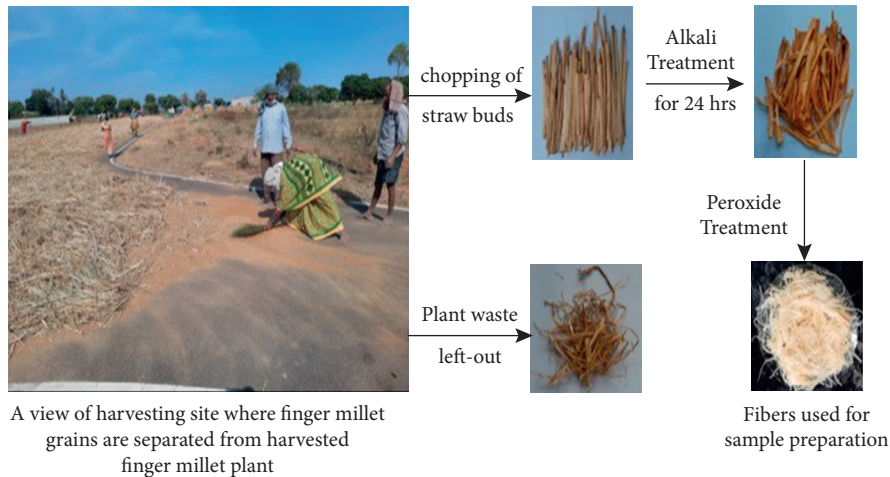 chopping of
straw buds
Alkali
Treatment
for 24 hrs
Peroxide
Treatment
Plant waste
left-out
A view of harvesting site where finger millet
grains are separated from harvested
finger millet plant
Fibers used for
sample preparation